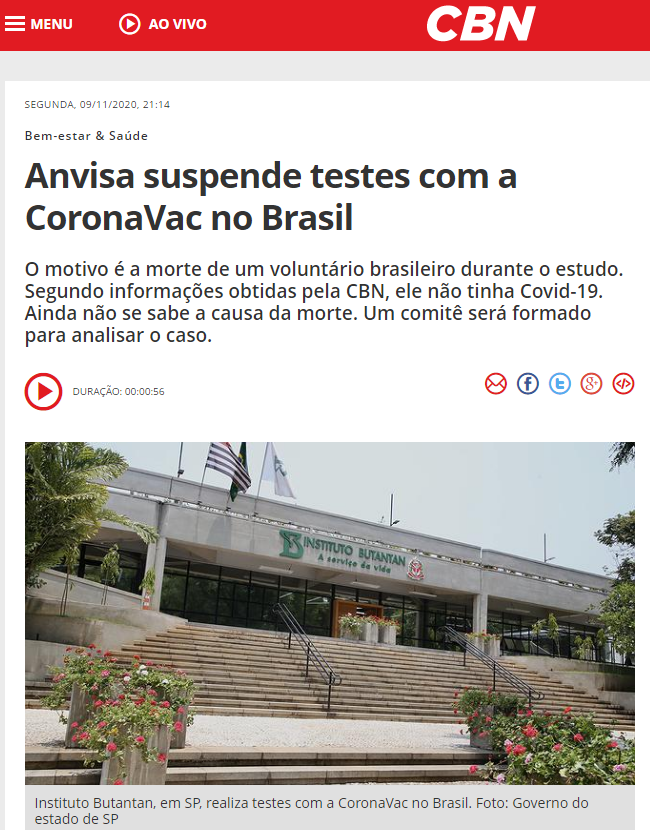 MENU
AO VIVO
CBN
SEGUNDA, 09/11/2020, 21:14
Bem-estar & Saúde
Anvisa suspende testes com a
CoronaVac no Brasil
O motivo é a morte de um voluntário brasileiro durante o estudo.
Segundo informações obtidas pela CBN, ele não tinha Covid-19.
Ainda não se sabe a causa da morte. Um comitê será formado
para analisar o caso.
DURAÇÃO: 00:00:56
INSTITUTO BUTANTAN
A serviço da vida
Instituto Butantan, em SP, realiza testes com a CoronaVac no Brasil. Foto: Governo do
estado de SP